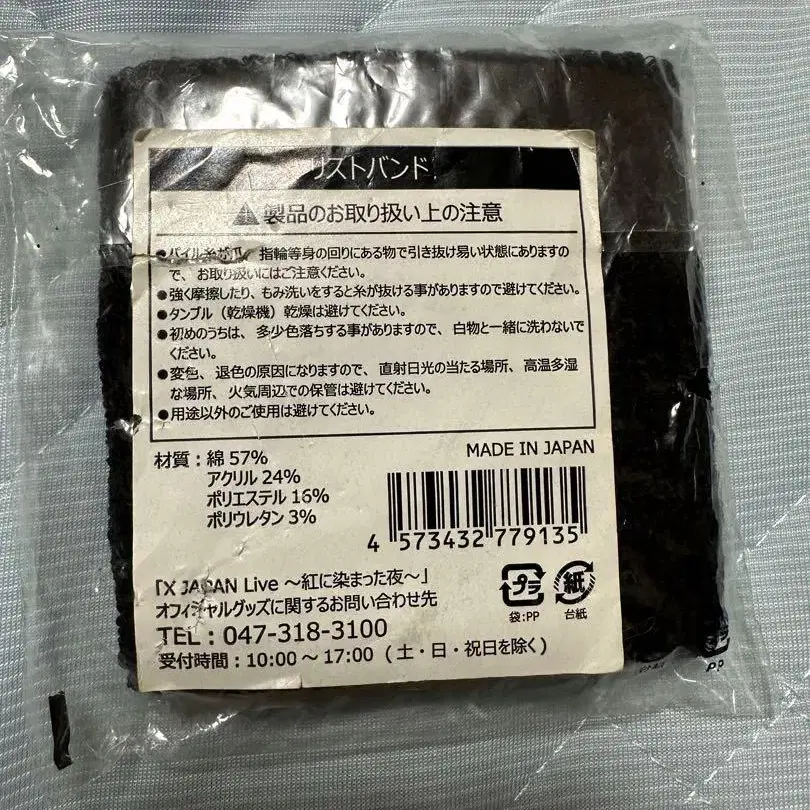 リストバンド
製品のお取り扱い上の注意
●パイル糸が爪、指輪等身の回りにある物で引き抜け易い状態にありますの
で、お取り扱いにはご注意ください。
●強く摩擦したり、もみ洗いをすると糸が抜ける事がありますので避けてください。
●タンブル（乾燥機）乾燥は避けてください。
●初めのうちは、多少色落ちする事がありますので、白物と一緒に洗わないで
ください。
●変色、退色の原因になりますので、直射日光の当たる場所、高温多湿
な場所、火気周辺での保管は避けてください。
●用途以外のご使用は避けてください。
材質：綿 57%
アクリル 24%
ポリエステル 16%
ポリウレタン 3%
MADE IN JAPAN
4 573432 779135
「X JAPAN Live ～紅に染まった夜～」
オフィシャルグッズに関するお問い合わせ先
TEL：047-318-3100
受付時間：10:00 ～ 17:00（土・日・祝日を除く）
プラ 紙
袋:PP 台紙
PP